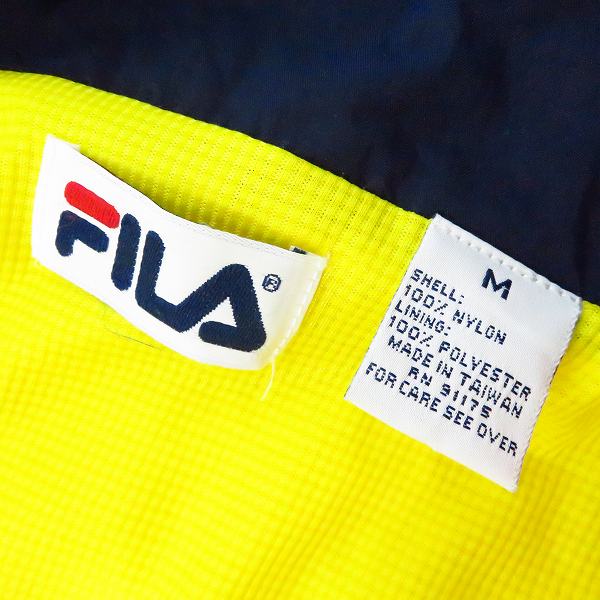 FILA®
M
SHELL:
100% NYLON
LINING:
100% POLYESTER
MADE IN TAIWAN
RN 91175
FOR CARE SEE OVER